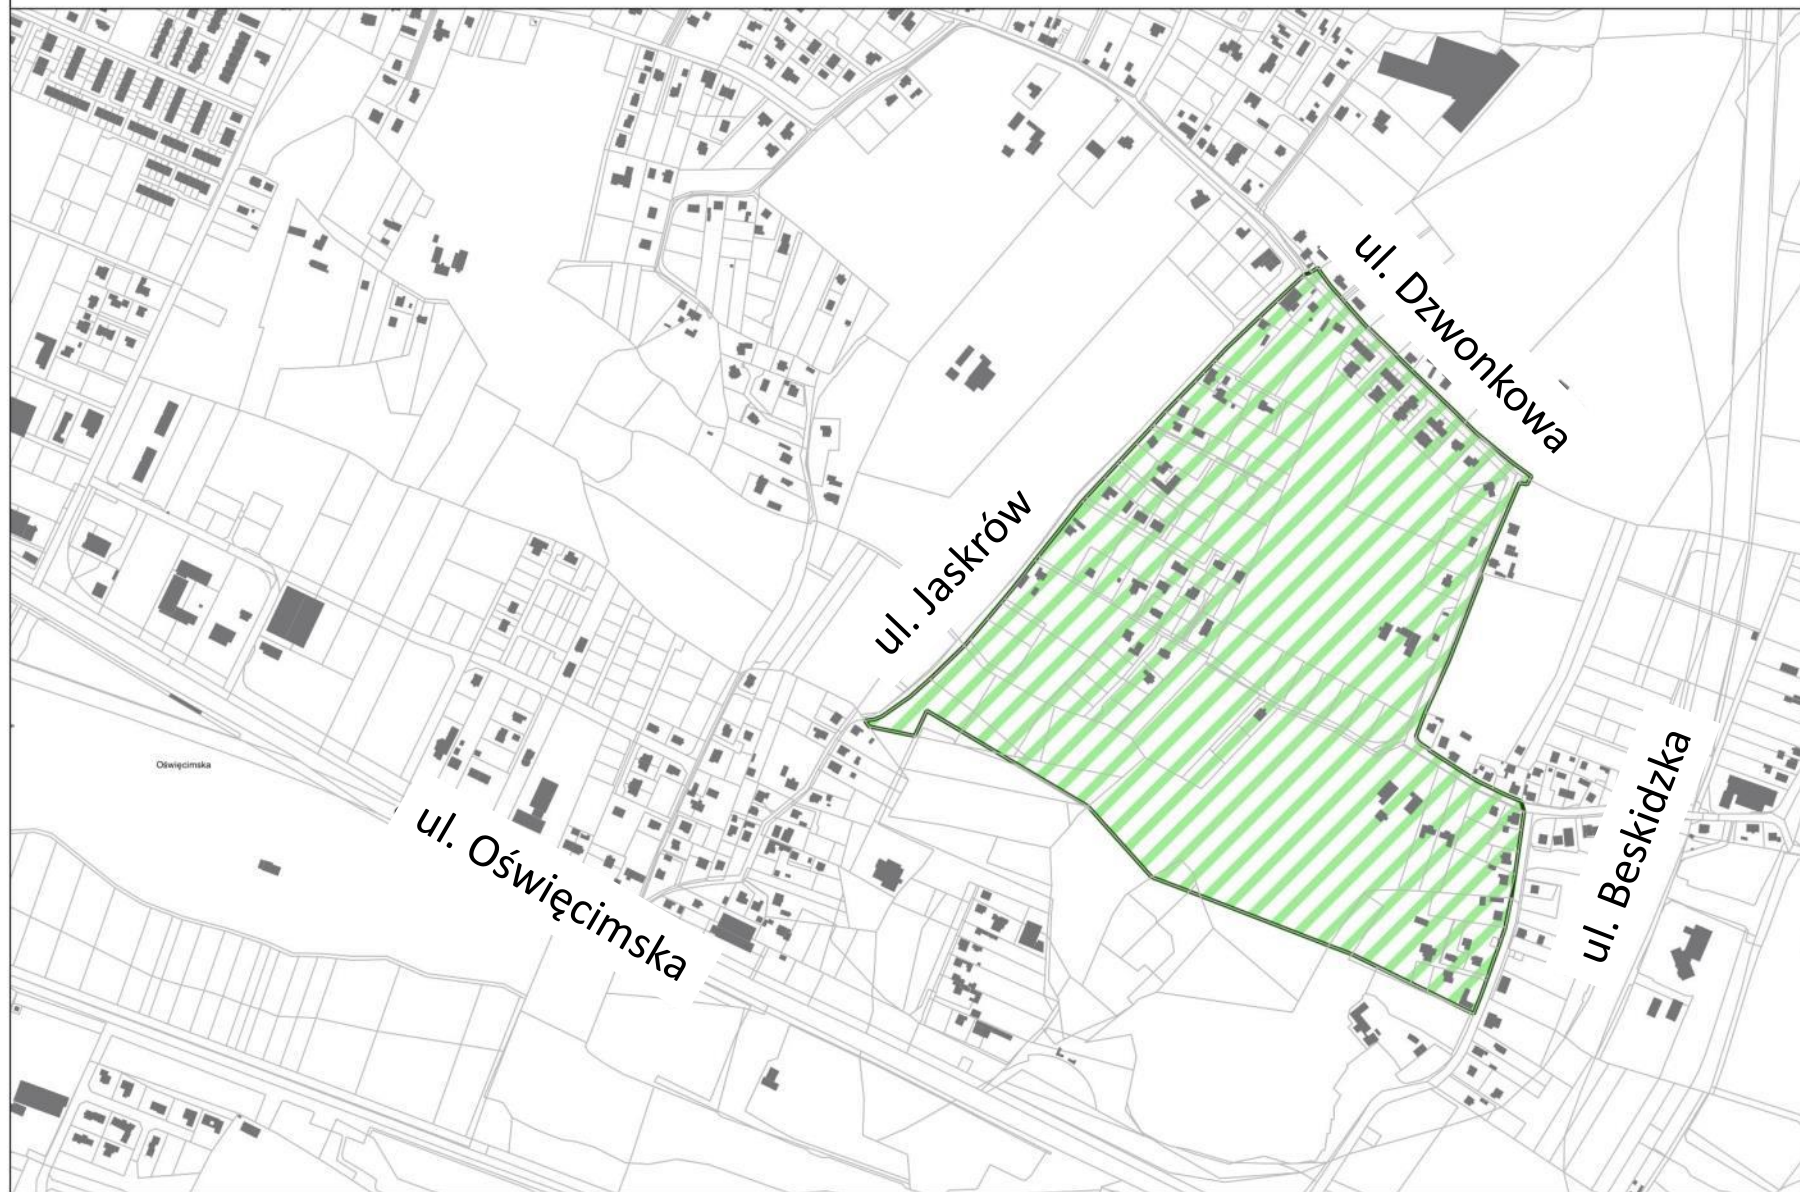 ul. Dzwonkowa
ul. Jaskrów
Oświęcimska
ul. Oświęcimska
ul. Beskidzka